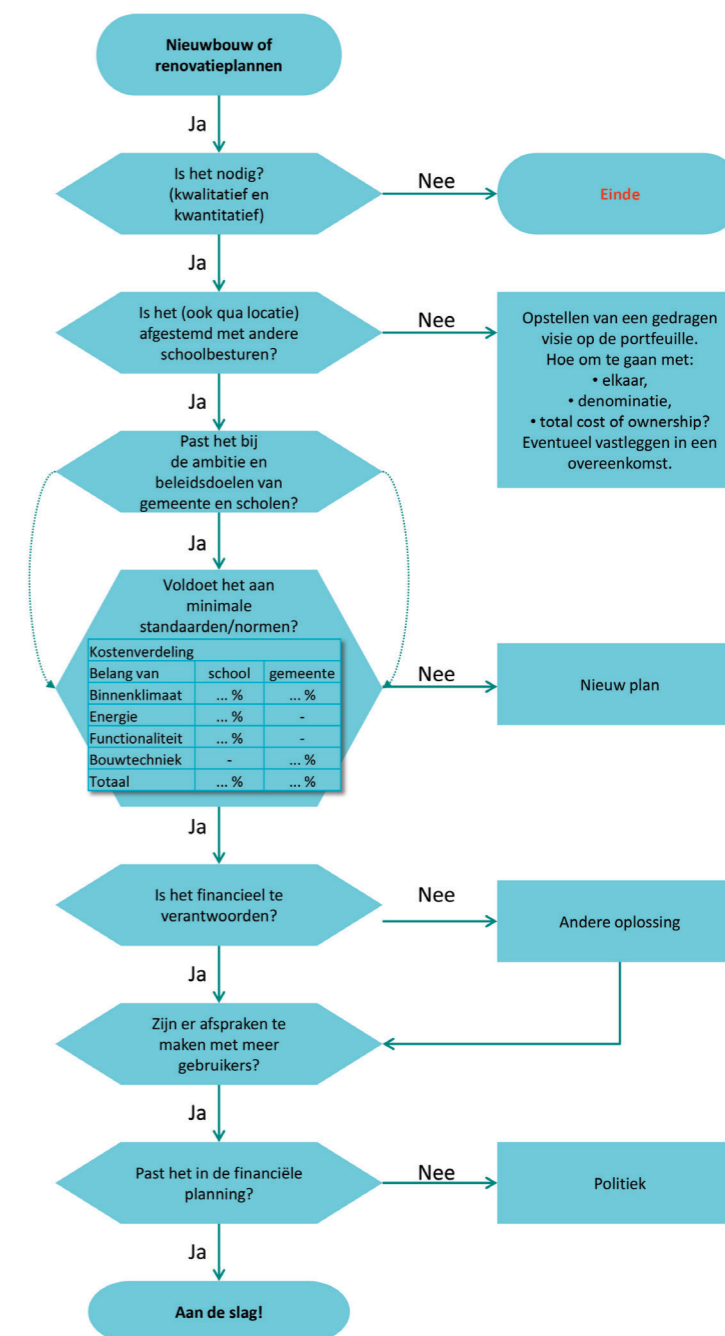 Nieuwbouw of
renovatieplannen
Ja
Is het nodig?
(kwalitatief en
kwantitatief)
Nee
Einde
Ja
Is het (ook qua locatie)
afgestemd met andere
schoolbesturen?
Nee
Opstellen van een gedragen
visie op de portfeuille.
Hoe om te gaan met:
• elkaar,
• denominatie,
• total cost of ownership?
Eventueel vastleggen in een
overeenkomst.
Ja
Past het bij
de ambitie en
beleidsdoelen van
gemeente en scholen?
Ja
Voldoet het aan
minimale
standaarden/normen?
Kostenverdeling
Belang van school gemeente
Binnenklimaat ... % ... %
Energie ... % -
Functionaliteit ... % -
Bouwtechniek - ... %
Totaal ... % ... %
Nee
Nieuw plan
Ja
Is het financieel te
verantwoorden?
Nee
Andere oplossing
Ja
Zijn er afspraken te
maken met meer
gebruikers?
Ja
Past het in de financiële
planning?
Nee
Politiek
Ja
Aan de slag!